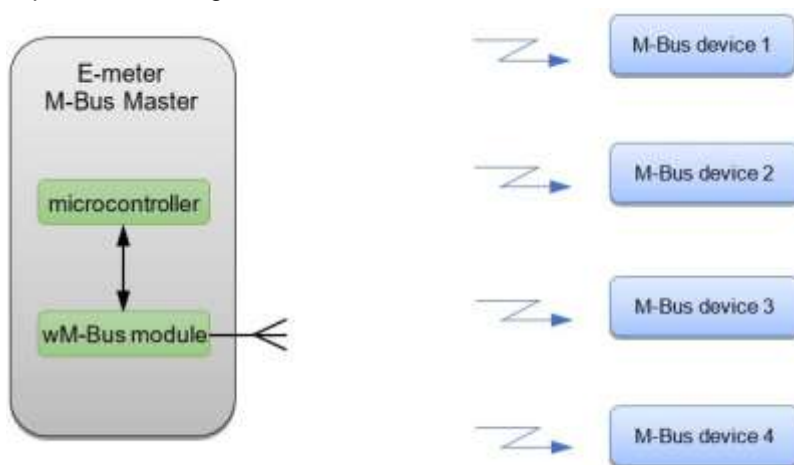 E-meter
M-Bus Master
microcontroller
wM-Bus module
M-Bus device 1
M-Bus device 2
M-Bus device 3
M-Bus device 4